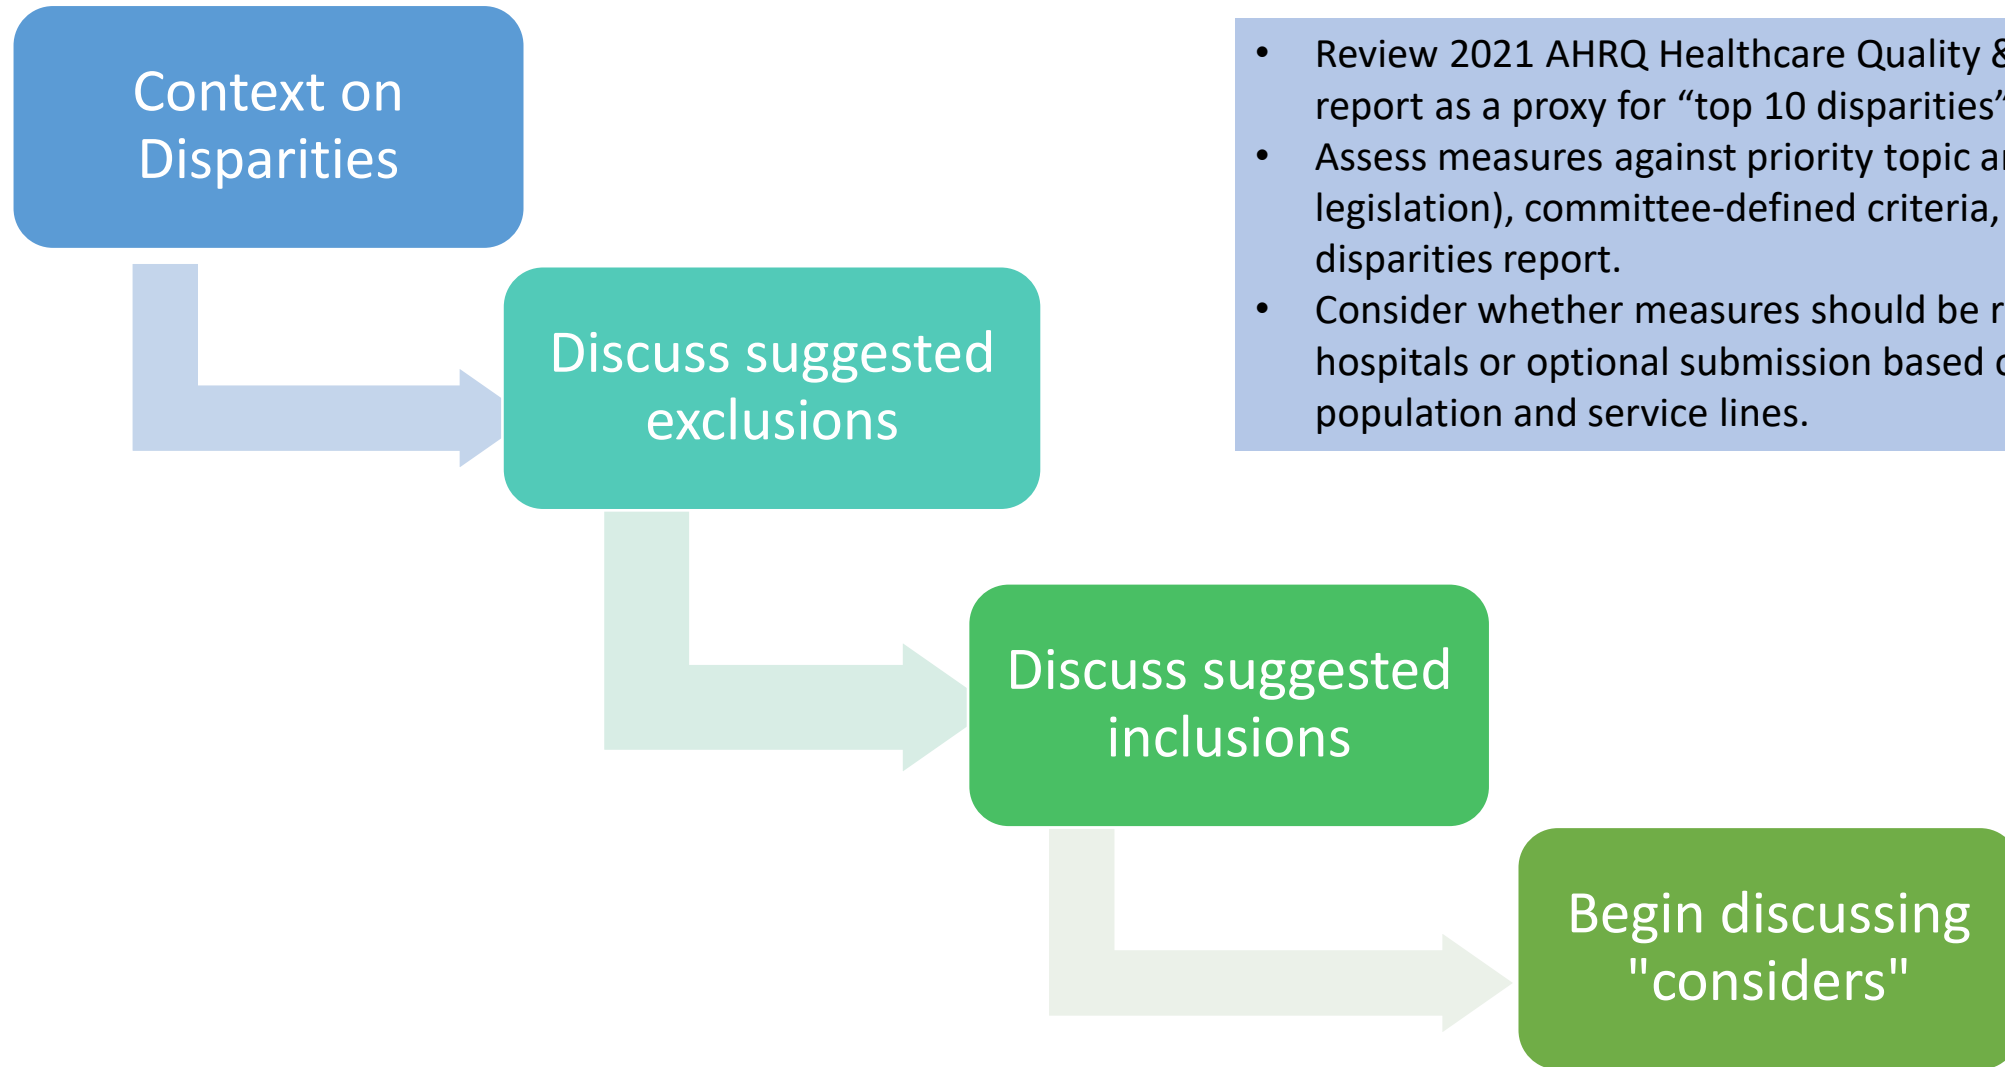 Context on
Disparities
• Review 2021 AHRQ Healthcare Quality &
report as a proxy for “top 10 disparities”
• Assess measures against priority topic
legislation), committee-defined criteria,
disparities report.
• Consider whether measures should be
hospitals or optional submission based
population and service lines.
Discuss suggested
exclusions
Discuss suggested
inclusions
Begin discussing
"considers"